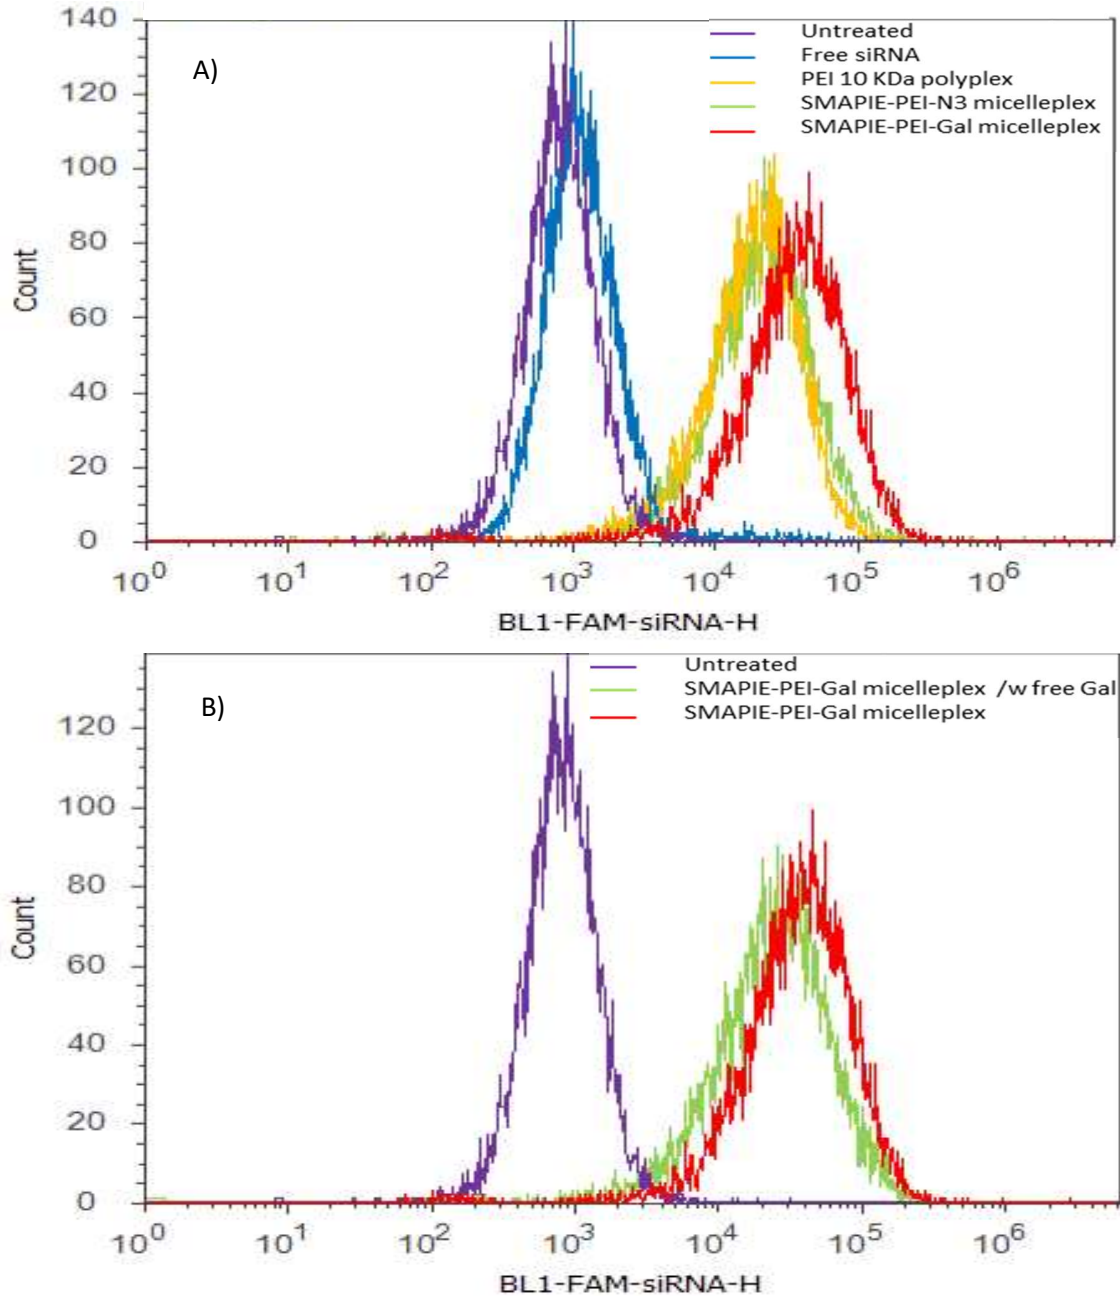 140
120
100
80
60
40
20
0
Count
A)
Untreated
Free siRNA
PEI 10 KDa polyplex
SMAPIE-PEI-N3 micelleplex
SMAPIE-PEI-Gal micelleplex
10^0 10^1 10^2 10^3 10^4 10^5 10^6
BL1-FAM-siRNA-H
120
100
80
60
40
20
0
Count
B)
Untreated
SMAPIE-PEI-Gal micelleplex /w free Gal
SMAPIE-PEI-Gal micelleplex
10^0 10^1 10^2 10^3 10^4 10^5 10^6
BL1-FAM-siRNA-H